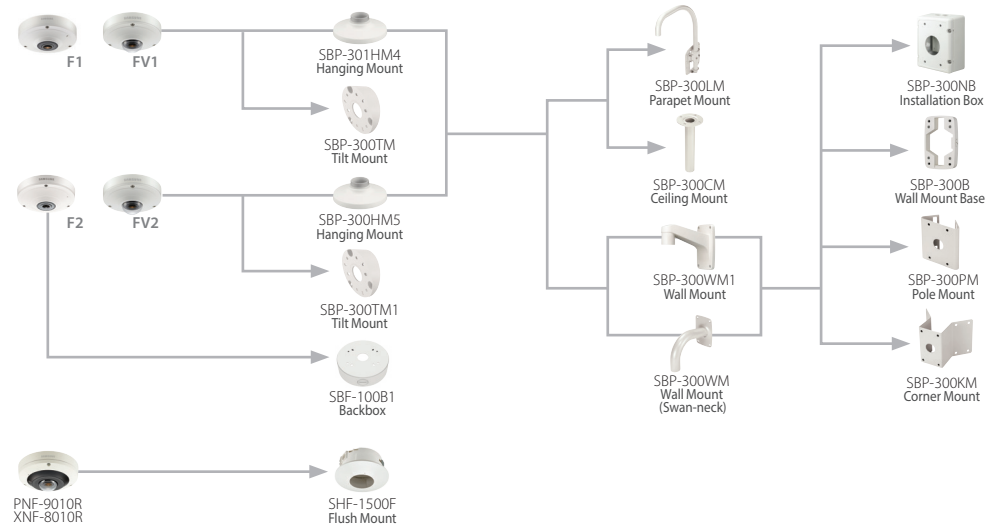 F1
FV1
SBP-301HM4
Hanging Mount
SBP-300TM
Tilt Mount
F2
FV2
SBP-300HM5
Hanging Mount
SBP-300TM1
Tilt Mount
SBF-100B1
Backbox
PNF-9010R
XNF-8010R
SHF-1500F
Flush Mount
SBP-300LM
Parapet Mount
SBP-300CM
Ceiling Mount
SBP-300WM1
Wall Mount
SBP-300WM
Wall Mount
(Swan-neck)
SBP-300NB
Installation Box
SBP-300B
Wall Mount Base
SBP-300PM
Pole Mount
SBP-300KM
Corner Mount